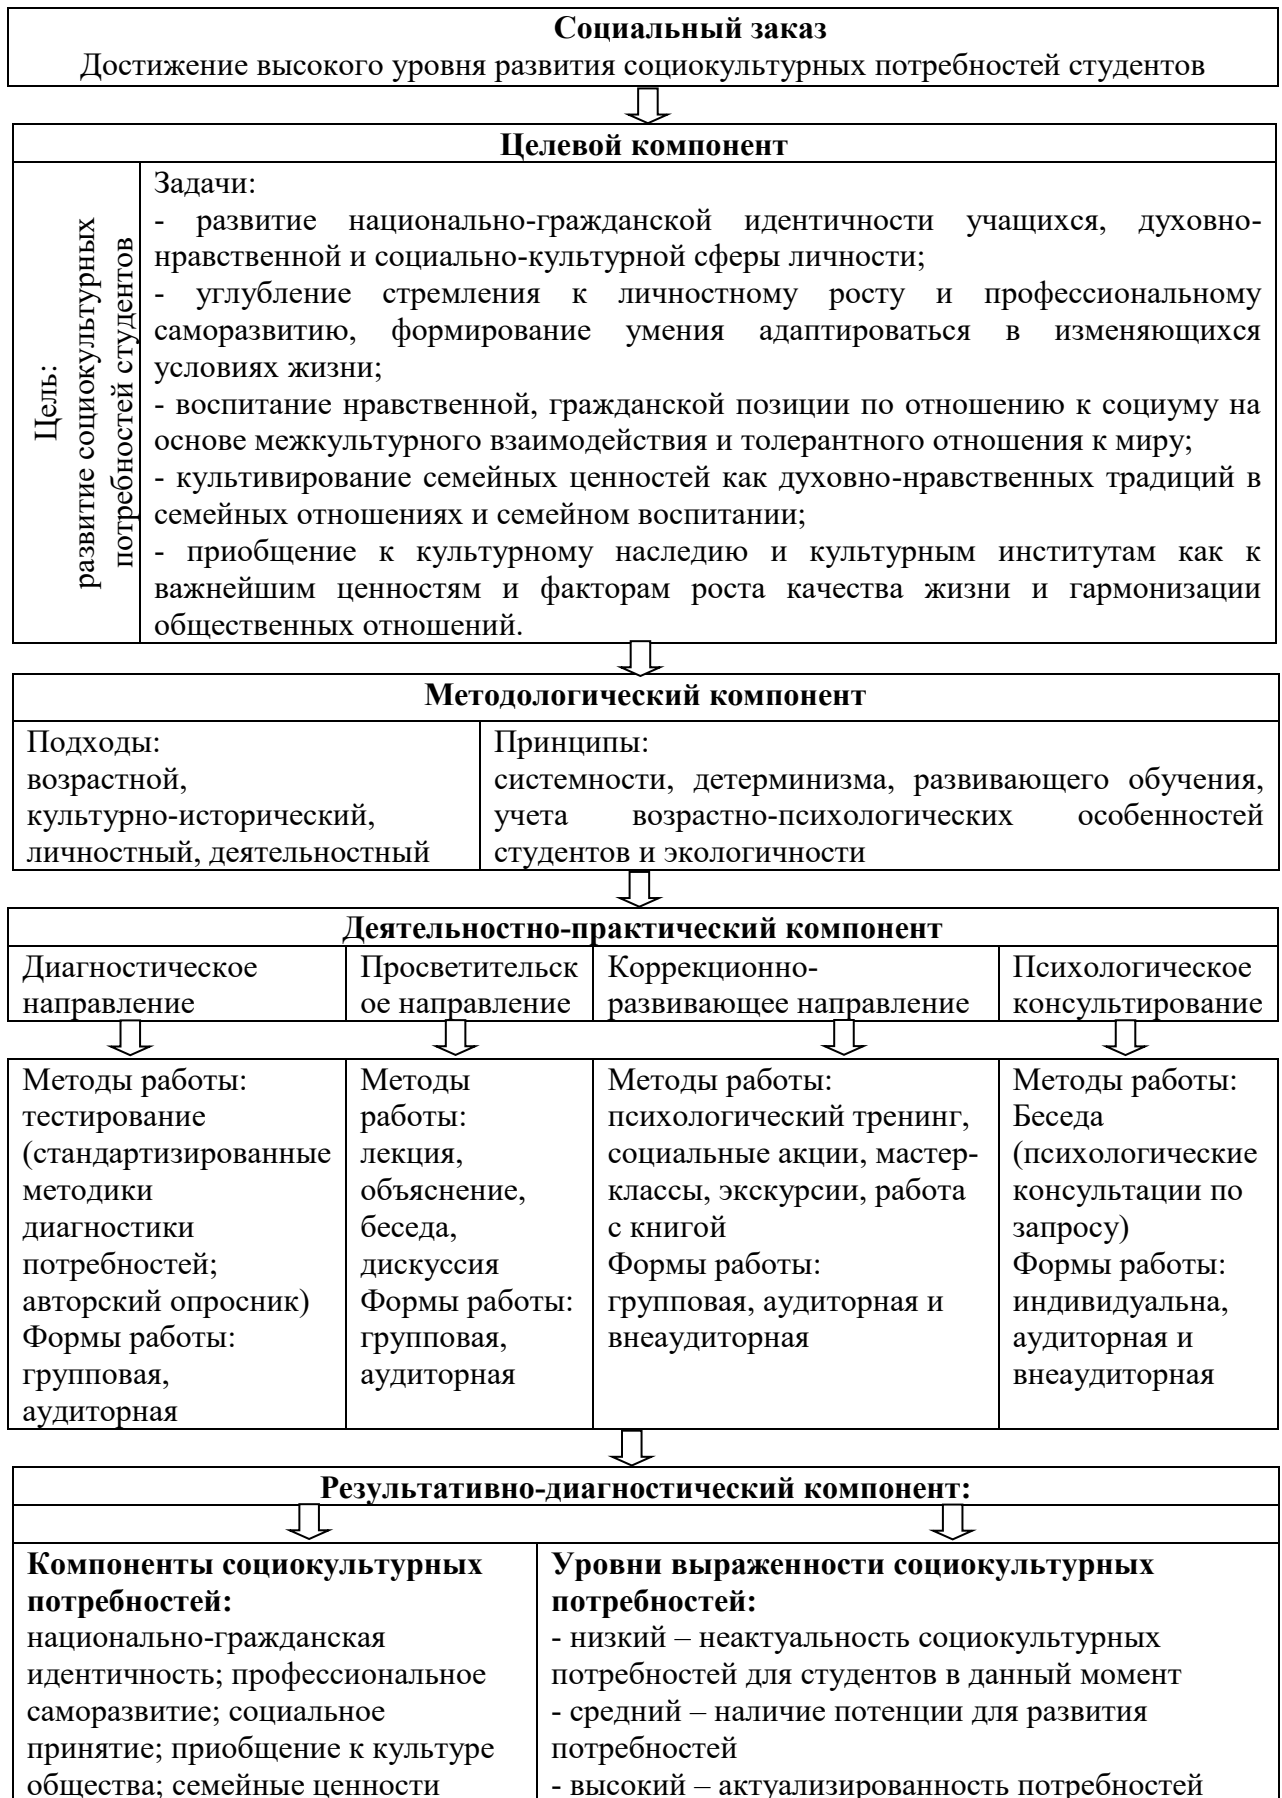 Социальный заказ
Достижение высокого уровня развития социокультурных потребностей студентов
Целевой компонент
Цель:
развитие социокультурных
потребностей студентов
Задачи:
- развитие национально-гражданской идентичности учащихся, духовно-
нравственной и социально-культурной сферы личности;
- углубление стремления к личностному росту и профессиональному
саморазвитию, формирование умения адаптироваться в изменяющихся
условиях жизни;
- воспитание нравственной, гражданской позиции по отношению к социуму на
основе межкультурного взаимодействия и толерантного отношения к миру;
- культивирование семейных ценностей как духовно-нравственных традиций в
семейных отношениях и семейном воспитании;
- приобщение к культурному наследию и культурным институтам как к
важнейшим ценностям и факторам роста качества жизни и гармонизации
общественных отношений.
Методологический компонент
Подходы:
возрастной,
культурно-исторический,
личностный, деятельностный
Принципы:
системности, детерминизма, развивающего обучения,
учета возрастно-психологических особенностей
студентов и экологичности
Деятельностно-практический компонент
Диагностическое
направление
Просветительск
ое направление
Коррекционно-
развивающее направление
Психологическое
консультирование
Методы работы:
тестирование
(стандартизированные
методики
диагностики
потребностей;
авторский опросник)
Формы работы:
групповая,
аудиторная
Методы
работы:
лекция,
объяснение,
беседа,
дискуссия
Формы работы:
групповая,
аудиторная
Методы работы:
психологический тренинг,
социальные акции, мастер-
классы, экскурсии, работа
с книгой
Формы работы:
групповая, аудиторная и
внеаудиторная
Методы работы:
Беседа
(психологические
консультации по
запросу)
Формы работы:
индивидуальна,
аудиторная и
внеаудиторная
Результативно-диагностический компонент:
Компоненты социокультурных
потребностей:
национально-гражданская
идентичность; профессиональное
саморазвитие; социальное
принятие; приобщение к культуре
общества; семейные ценности
Уровни выраженности социокультурных
потребностей:
- низкий – неактуальность социокультурных
потребностей для студентов в данный момент
- средний – наличие потенции для развития
потребностей
- высокий – актуализированность потребностей